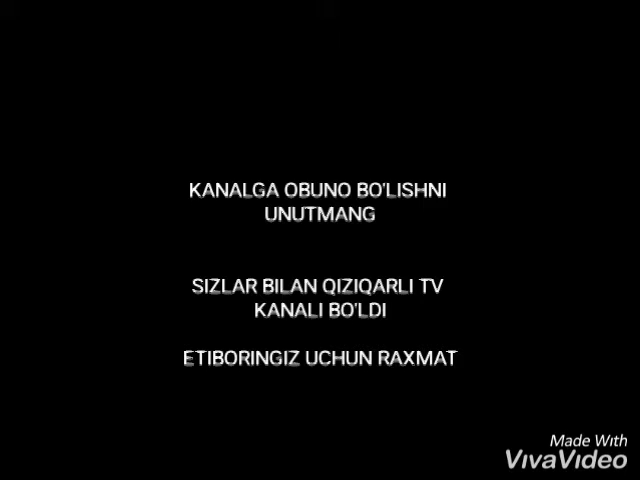 KANALGA OBUNO BO'LISHNI
UNUTMANG
SIZLAR BILAN QIZIQARLI TV
KANALI BO'LDI
ETIBORINGIZ UCHUN RAXMAT
Made With
VivaVideo